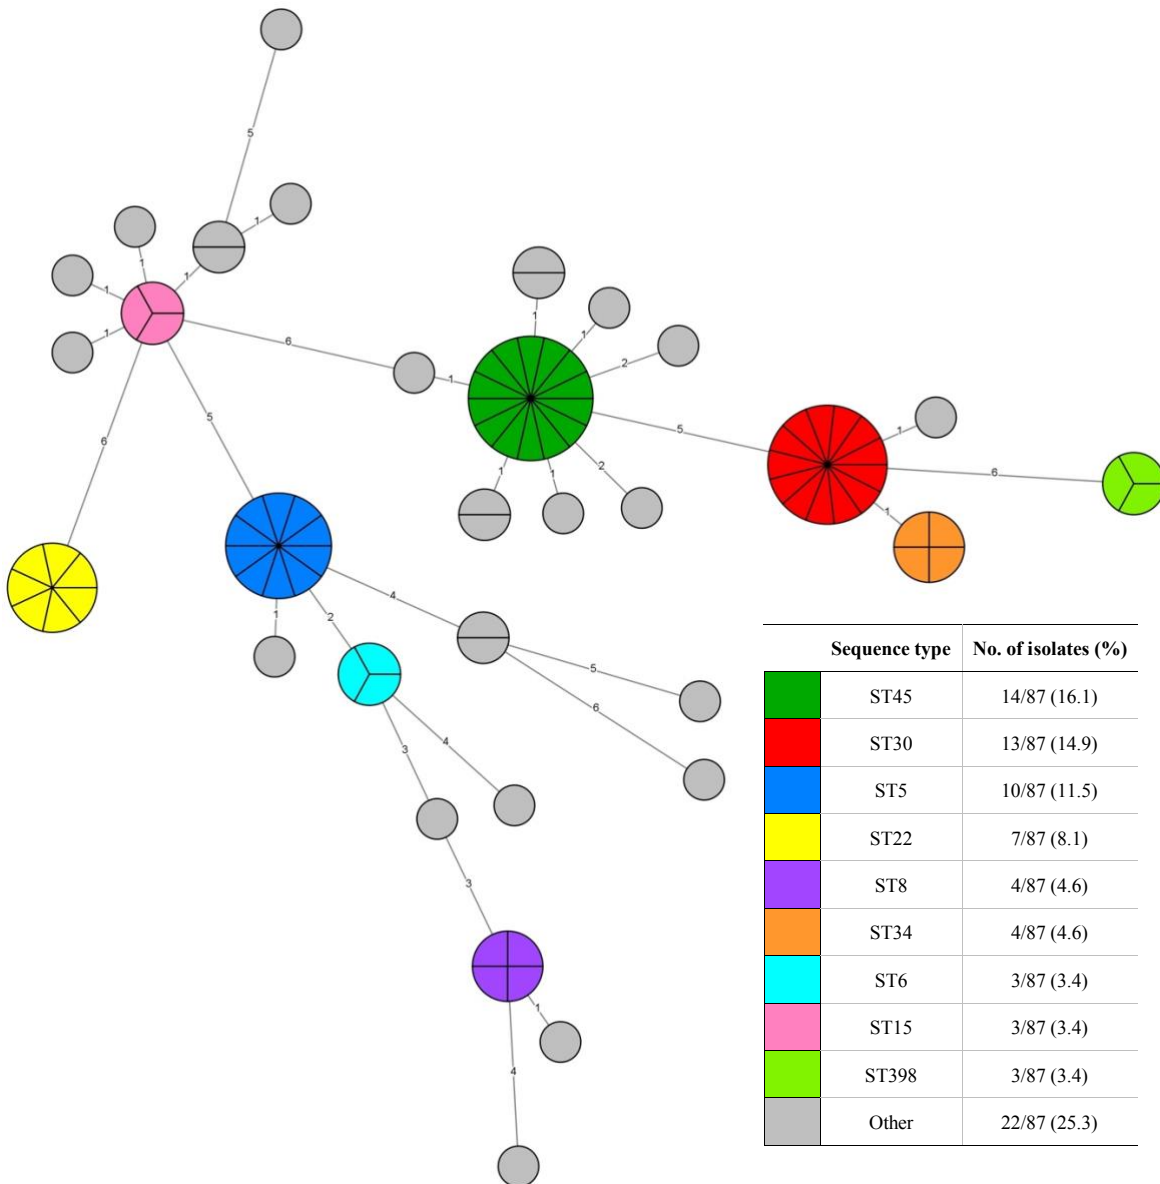 5
1
1
1
1
1
6
1
1
1
2
5
1
6
1
1
1
2
5
6
4
1
2
5
6
3
4
3
1
4
Sequence type No. of isolates (%)
ST45 14/87 (16.1)
ST30 13/87 (14.9)
ST5 10/87 (11.5)
ST22 7/87 (8.1)
ST8 4/87 (4.6)
ST34 4/87 (4.6)
ST6 3/87 (3.4)
ST15 3/87 (3.4)
ST398 3/87 (3.4)
Other 22/87 (25.3)